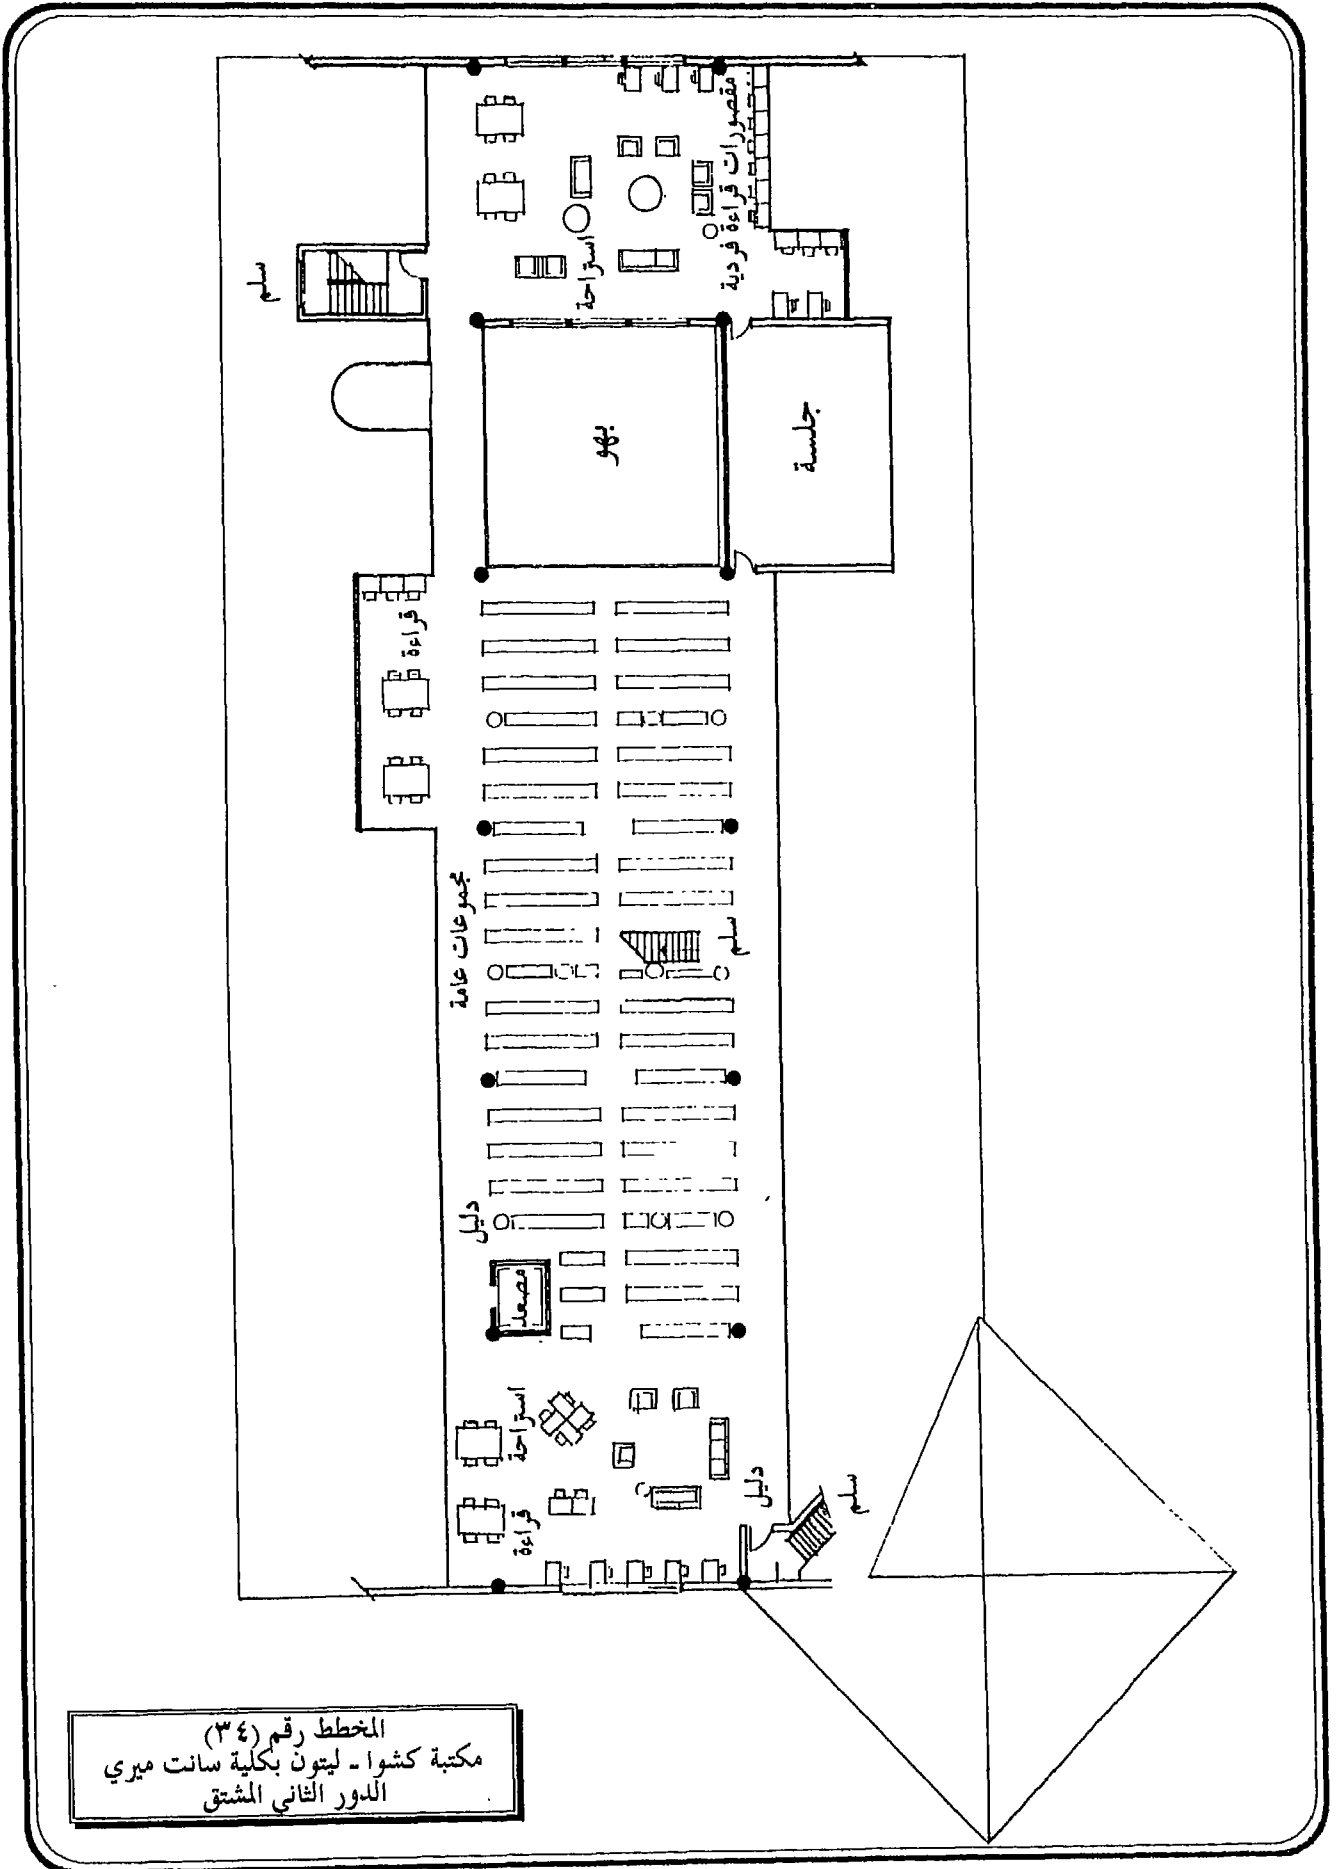 مقصورات قراءة فردية
استراحة
سلم
بهو
جلسة
قراءة
مجموعات عامة
سلم
دليل
مصعد
استراحة
قراءة
دليل
سلم
المخطط رقم (٣٤)
مكتبة كشوا ـ ليتون بكلية سانت ميري
الدور الثاني المشتق